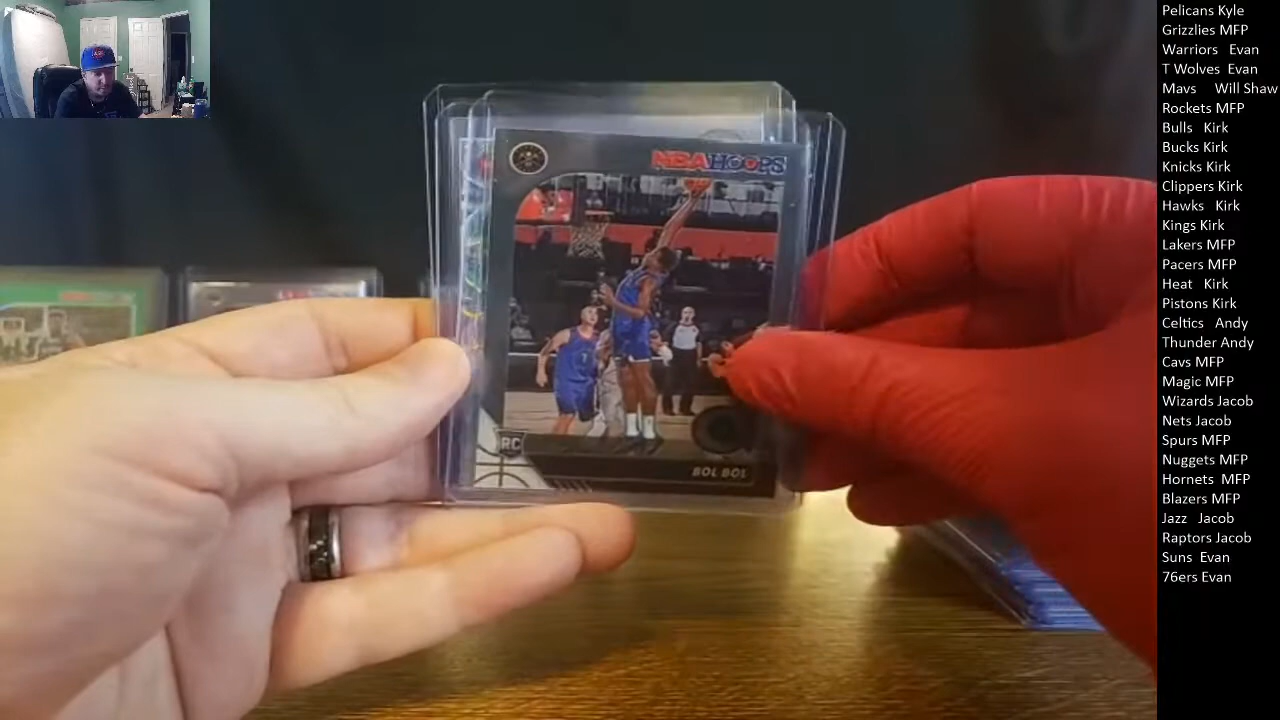 NBA HOOPS
RC
BOL BOL
Pelicans Kyle
Grizzlies MFP
Warriors Evan
T Wolves Evan
Mavs Will Shaw
Rockets MFP
Bulls Kirk
Bucks Kirk
Knicks Kirk
Clippers Kirk
Hawks Kirk
Kings Kirk
Lakers MFP
Pacers MFP
Heat Kirk
Pistons Kirk
Celtics Andy
Thunder Andy
Cavs MFP
Magic MFP
Wizards Jacob
Nets Jacob
Spurs MFP
Nuggets MFP
Hornets MFP
Blazers MFP
Jazz Jacob
Raptors Jacob
Suns Evan
76ers Evan